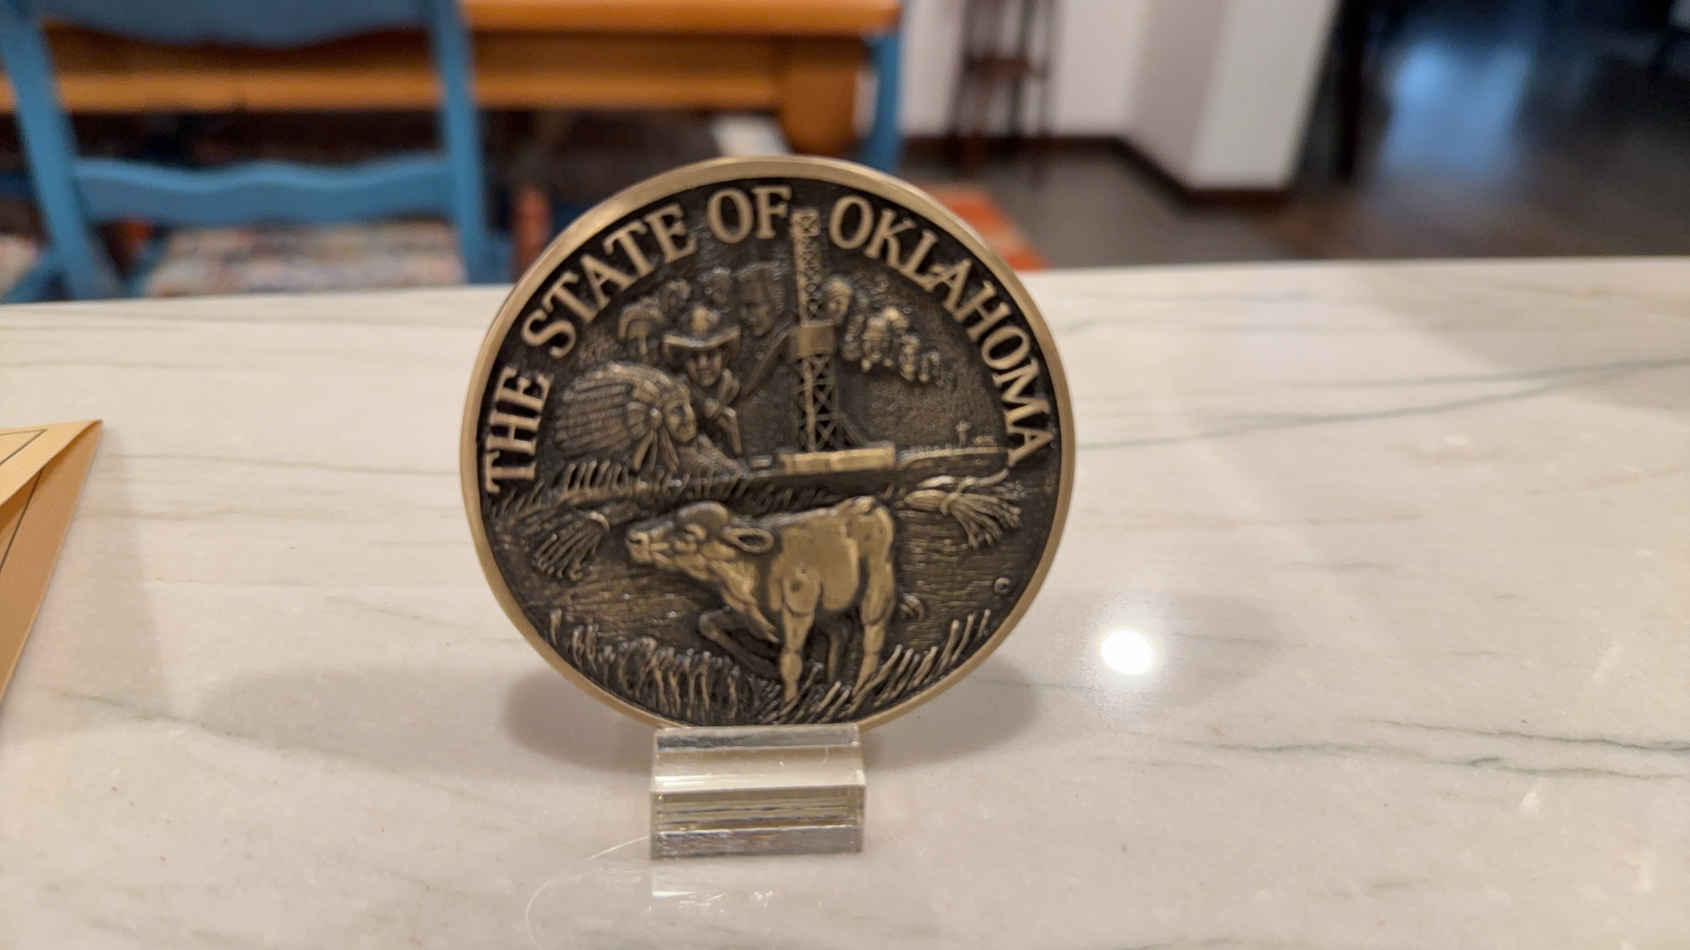 THE STATE OF OKLAHOMA